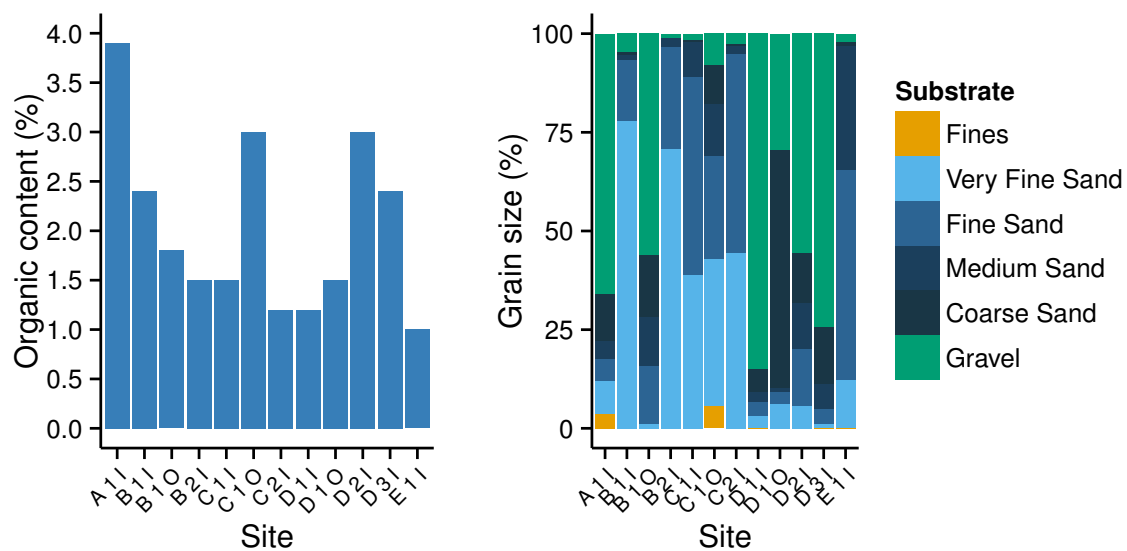 Organic content (%)
4.0
3.5
3.0
2.5
2.0
1.5
1.0
0.5
0.0
A 1 I
B 1 I
B 1 O
B 2 I
C 1 I
C 1 O
C 2 I
D 1 I
D 1 O
D 2 I
D 3 I
E 1 I
Site
Grain size (%)
100
75
50
25
0
A 1 I
B 1 I
B 1 O
B 2 I
C 1 I
C 1 O
C 2 I
D 1 I
D 1 O
D 2 I
D 3 I
E 1 I
Site
Substrate
Fines
Very Fine Sand
Fine Sand
Medium Sand
Coarse Sand
Gravel